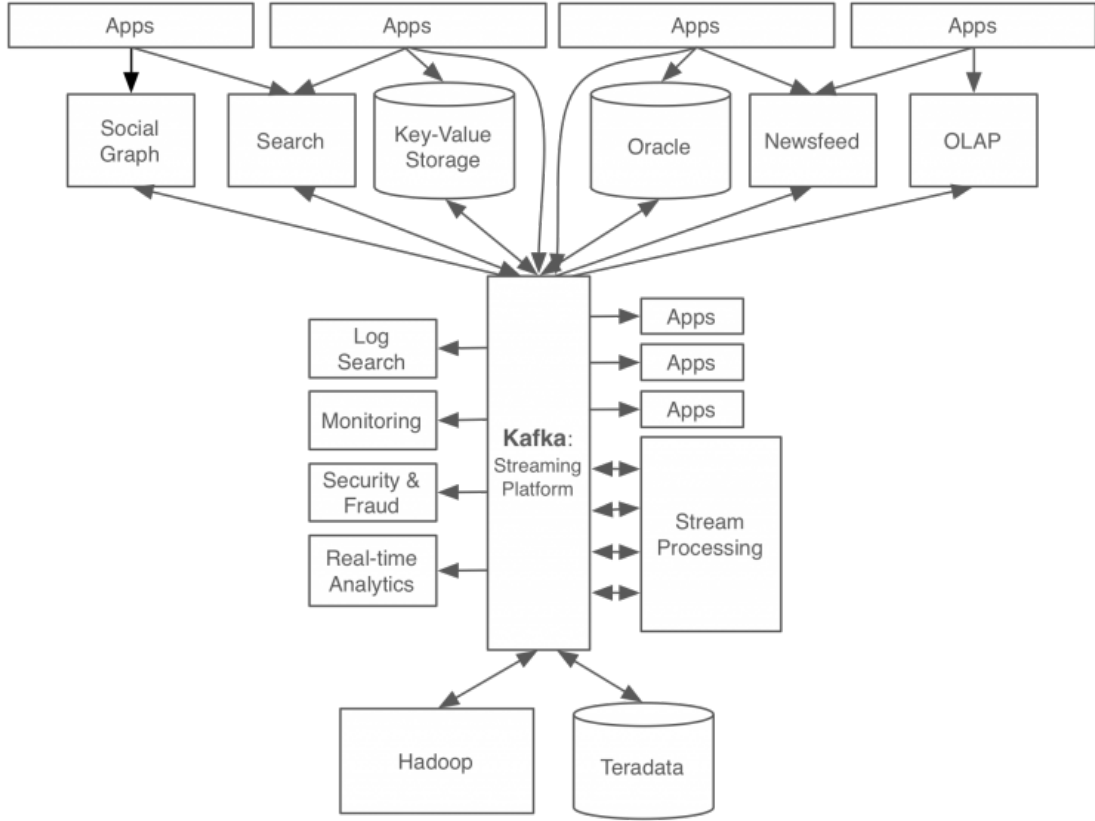 Apps
Apps
Apps
Apps
Social
Graph
Search
Key-Value
Storage
Oracle
Newsfeed
OLAP
Log
Search
Monitoring
Security &
Fraud
Real-time
Analytics
Kafka:
Streaming
Platform
Apps
Apps
Apps
Stream
Processing
Hadoop
Teradata